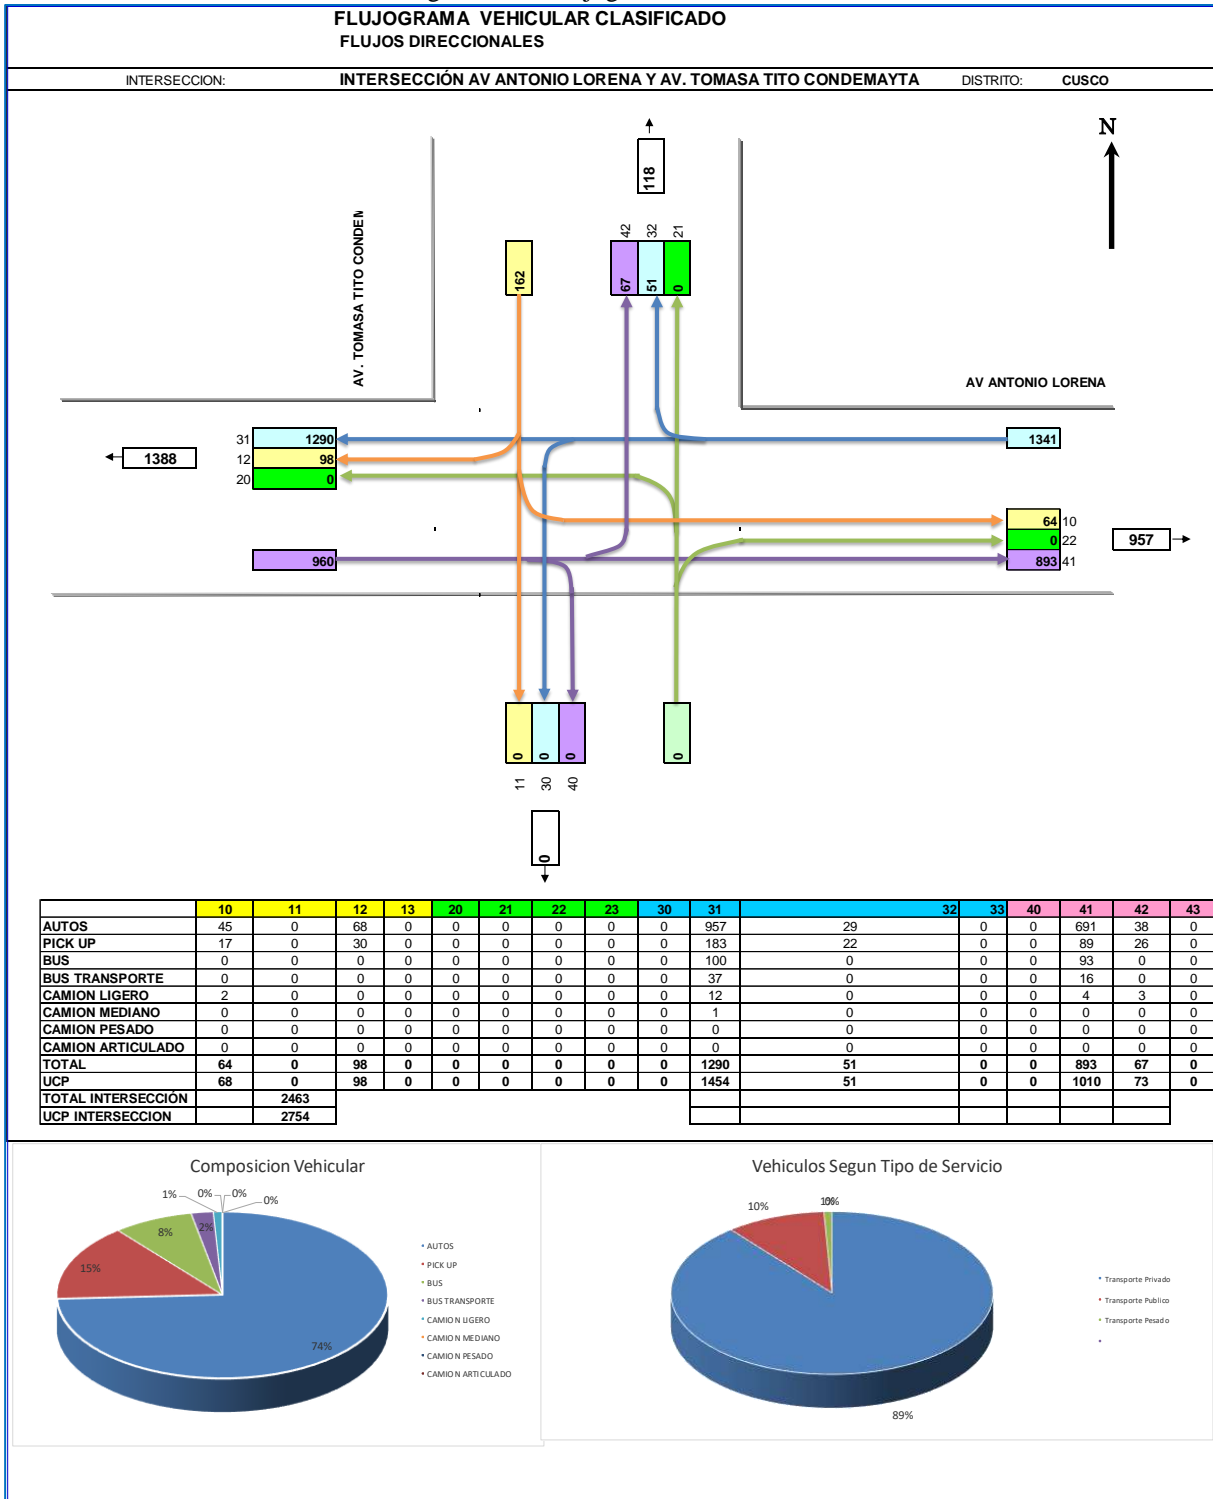 FLUJOGRAMA VEHICULAR CLASIFICADO
FLUJOS DIRECCIONALES
INTERSECCION: INTERSECCIÓN AV ANTONIO LORENA Y AV. TOMASA TITO CONDEMAYTA DISTRITO: CUSCO
N
118
42 32 21
162 67 51 0
AV. TOMASA TITO CONDEM
AV ANTONIO LORENA
31 1290 1341
1388 12 98
20 0
64 10
0 22 957
960 893 41
0 0 0 0
11 30 40
0
10 11 12 13 20 21 22 23 30 31 32 33 40 41 42 43
AUTOS 45 0 68 0 0 0 0 0 0 957 29 0 0 691 38 0
PICK UP 17 0 30 0 0 0 0 0 0 183 22 0 0 89 26 0
BUS 0 0 0 0 0 0 0 0 0 100 0 0 0 93 0 0
BUS TRANSPORTE 0 0 0 0 0 0 0 0 0 37 0 0 0 16 0 0
CAMION LIGERO 2 0 0 0 0 0 0 0 0 12 0 0 0 4 3 0
CAMION MEDIANO 0 0 0 0 0 0 0 0 0 1 0 0 0 0 0 0
CAMION PESADO 0 0 0 0 0 0 0 0 0 0 0 0 0 0 0 0
CAMION ARTICULADO 0 0 0 0 0 0 0 0 0 0 0 0 0 0 0 0
TOTAL 64 0 98 0 0 0 0 0 0 1290 51 0 0 893 67 0
UCP 68 0 98 0 0 0 0 0 0 1454 51 0 0 1010 73 0
TOTAL INTERSECCIÓN 2463
UCP INTERSECCION 2754
Composicion Vehicular
1% 0% 0% 0%
8% 2%
15%
74%
AUTOS
PICK UP
BUS
BUS TRANSPORTE
CAMION LIGERO
CAMION MEDIANO
CAMION PESADO
CAMION ARTICULADO
Vehiculos Segun Tipo de Servicio
10% 1% 0%
89%
Transporte Privado
Transporte Publico
Transporte Pesado